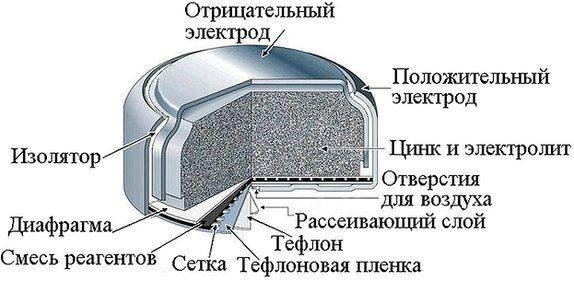 Отрицательный
электрод
Положительный
электрод
Изолятор
Цинк и электролит
Отверстия
для воздуха
Диафрагма
Рассеивающий слой
Тефлон
Смесь реагентов
Сетка
Тефлоновая пленка